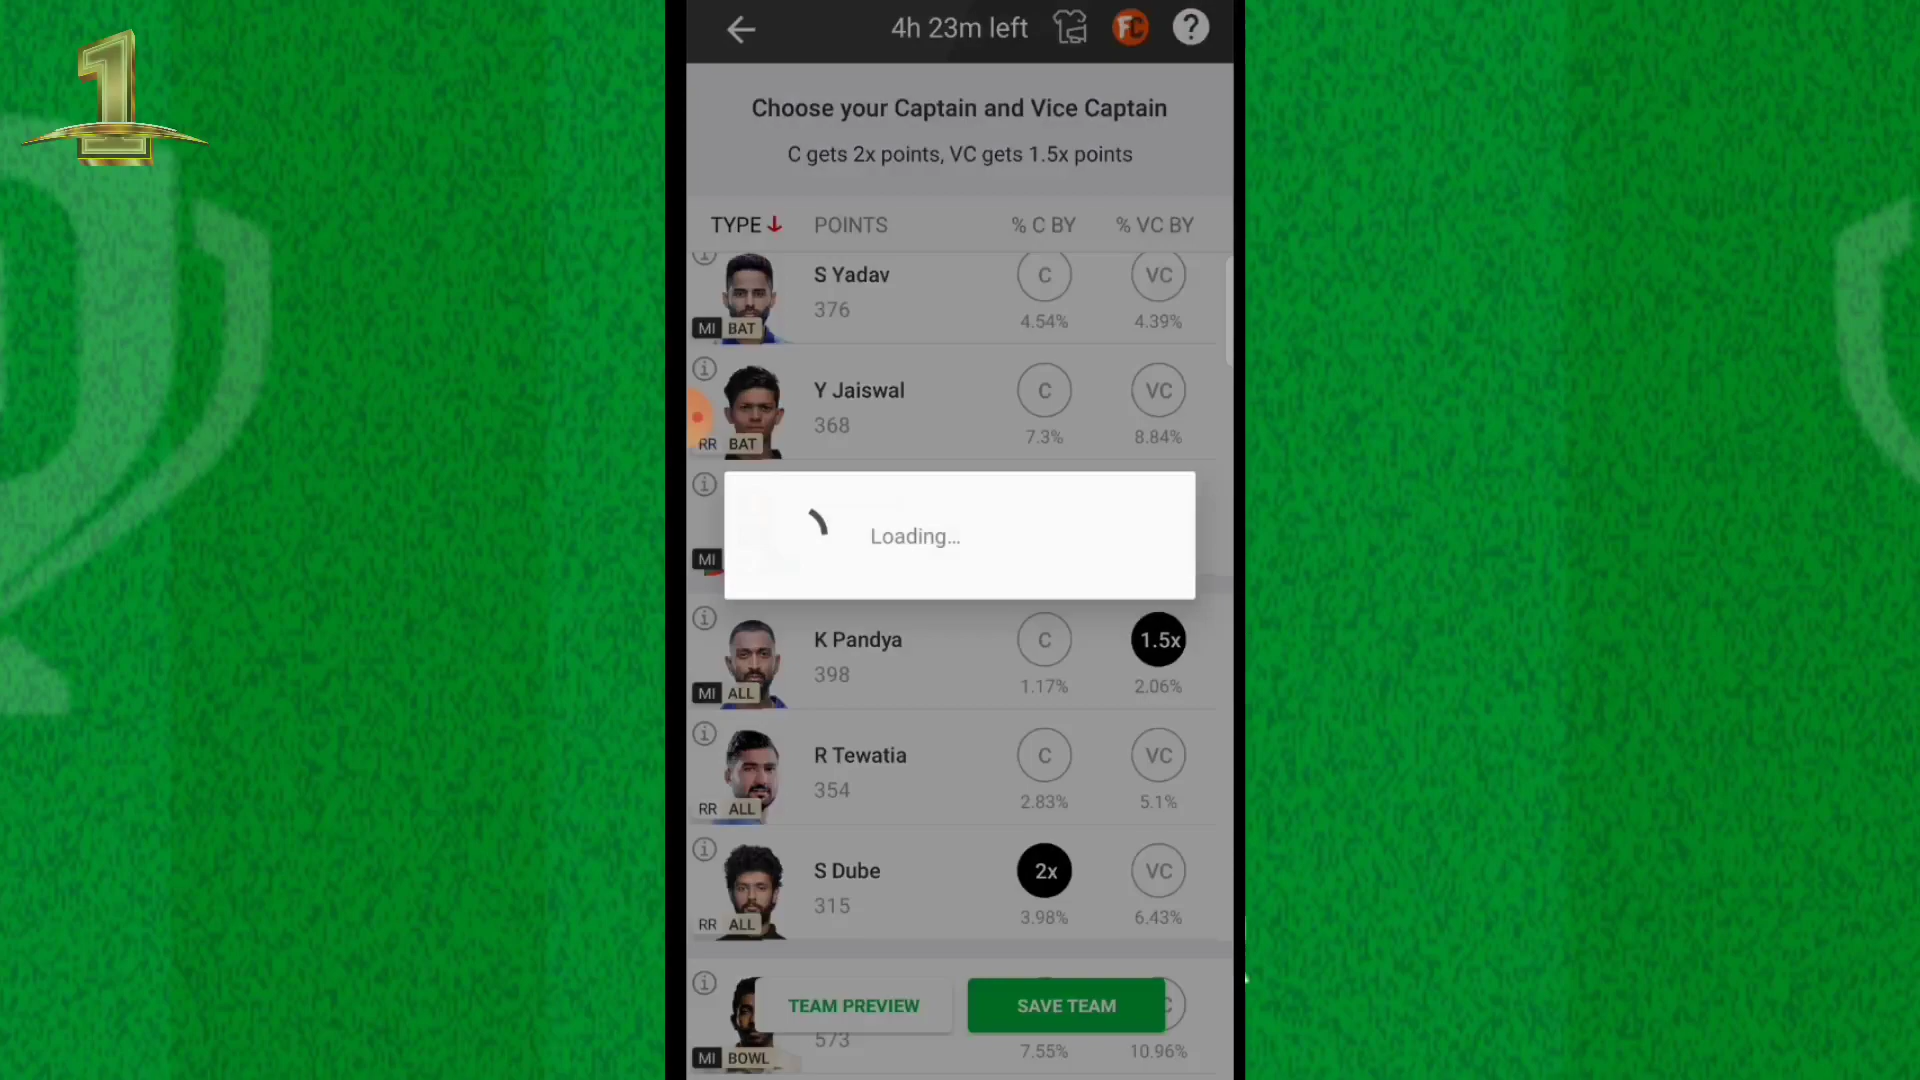 1
4h 23m left
FC
?
Choose your Captain and Vice Captain
C gets 2x points, VC gets 1.5x points
TYPE POINTS % C BY % VC BY
S Yadav C VC
376
4.54% 4.39%
MI BAT
Y Jaiswal C VC
368
7.3% 8.84%
RR BAT
Loading...
MI
K Pandya C 1.5x
398
1.17% 2.06%
MI ALL
R Tewatia C VC
354
2.83% 5.1%
RR ALL
S Dube 2x VC
315
3.98% 6.43%
RR ALL
TEAM PREVIEW SAVE TEAM
573
7.55% 10.96%
MI BOWL